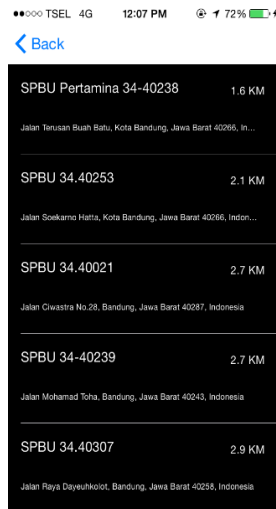 TSEL 4G 12:07 PM 72%
Back
SPBU Pertamina 34-40238 1.6 KM
Jalan Terusan Buah Batu, Kota Bandung, Jawa Barat 40266, In...
SPBU 34.40253 2.1 KM
Jalan Soekarno Hatta, Kota Bandung, Jawa Barat 40266, Indon...
SPBU 34.40021 2.7 KM
Jalan Ciwastra No.28, Bandung, Jawa Barat 40287, Indonesia
SPBU 34-40239 2.7 KM
Jalan Mohamad Toha, Bandung, Jawa Barat 40243, Indonesia
SPBU 34.40307 2.9 KM
Jalan Raya Dayeuhkolot, Bandung, Jawa Barat 40258, Indonesia